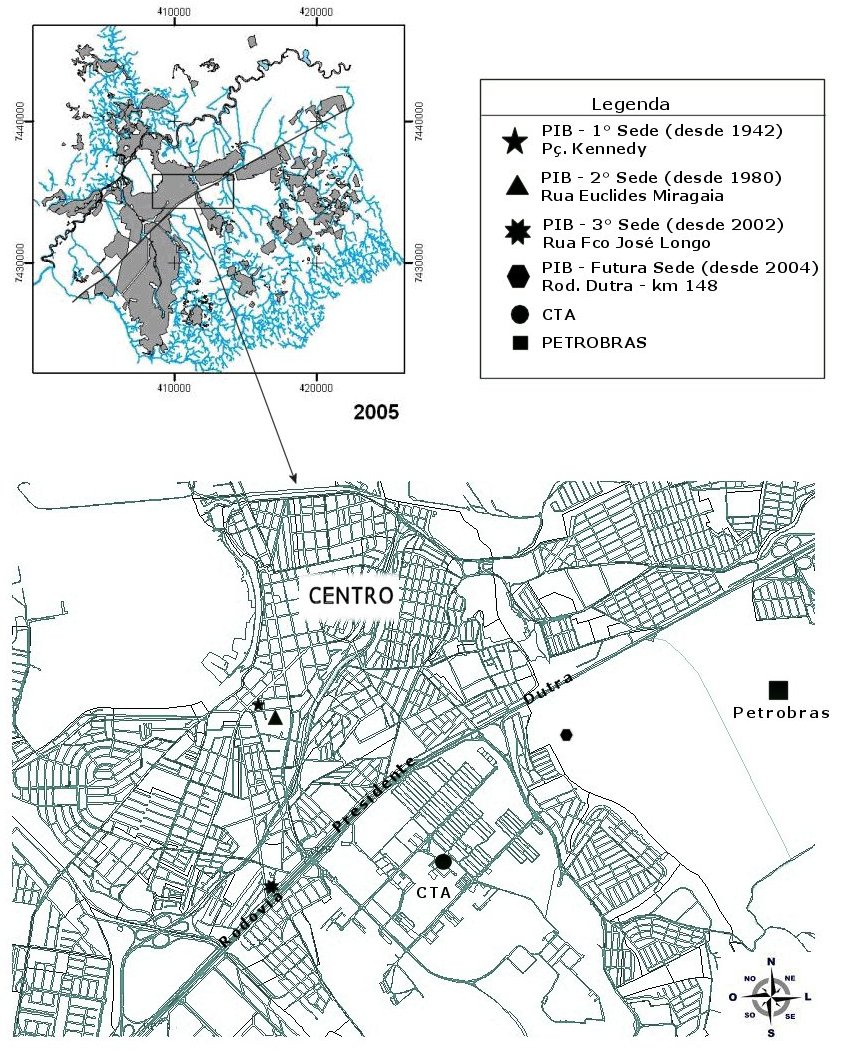 410000
420000
7440000
7440000
7430000
7430000
410000
420000
2005
Legenda
PIB - 1° Sede (desde 1942)
Pç. Kennedy
PIB - 2° Sede (desde 1980)
Rua Euclides Miragaia
PIB - 3° Sede (desde 2002)
Rua Fco José Longo
PIB - Futura Sede (desde 2004)
Rod. Dutra - km 148
CTA
PETROBRAS
CENTRO
Rodovia Presidente Dutra
Petrobras
CTA
N
NO
NE
O
L
SO
SE
S